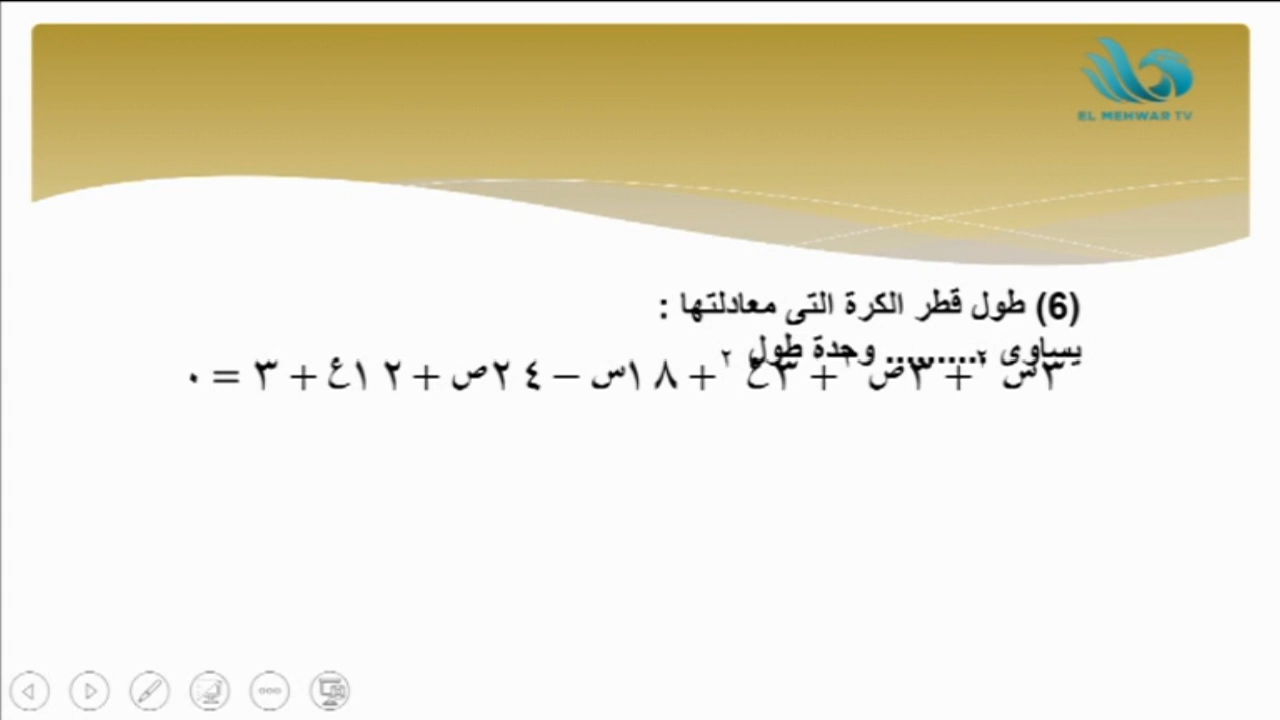 EL MEHWAR TV
(6) طول قطر الكرة التى معادلتها :
يساوى .......... وحدة طول
٣س٢ + ٣ص٢ + ٣ع٢ + ١٨س − ٢٤ص + ١٢ع + ٣ = ٠